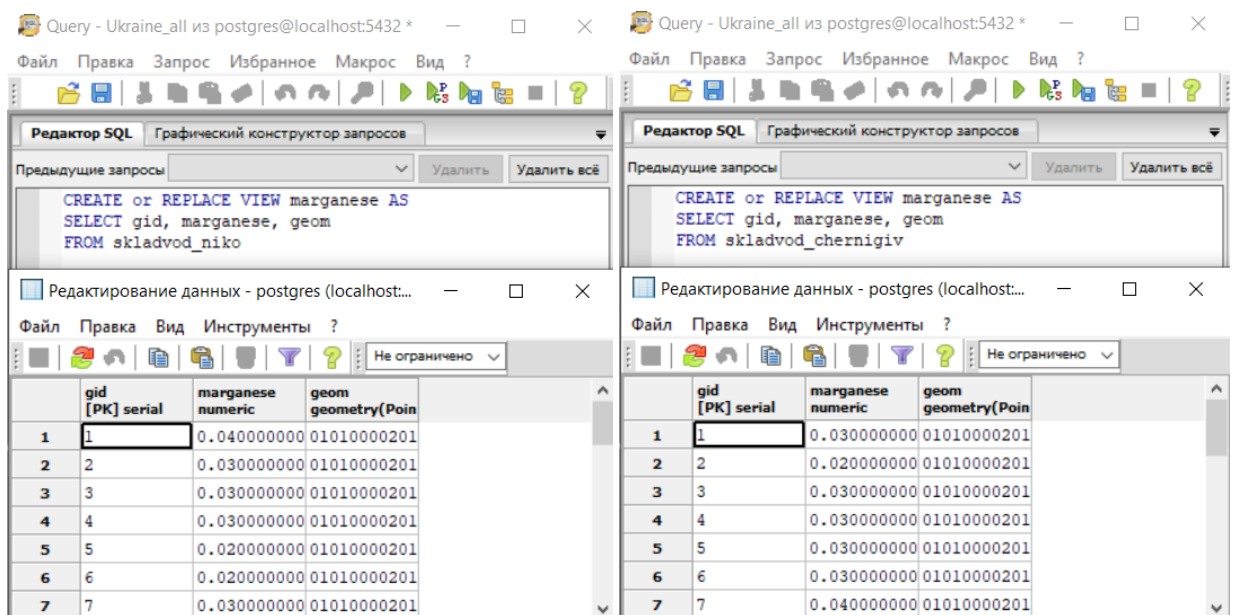 Query - Ukraine_all из postgres@localhost:5432 *
Файл Правка Запрос Избранное Макрос Вид ?
Редактор SQL Графический конструктор запросов
Предыдущие запросы Удалить Удалить всё
CREATE or REPLACE VIEW marganese AS
SELECT gid, marganese, geom
FROM skladvod_niko
Редактирование данных - postgres (localhost:...
Файл Правка Вид Инструменты ?
Не ограничено
gid marganese geom
[PK] serial numeric geometry(Poin
1 1 0.040000000 01010000201
2 2 0.030000000 01010000201
3 3 0.030000000 01010000201
4 4 0.030000000 01010000201
5 5 0.020000000 01010000201
6 6 0.020000000 01010000201
7 7 0.030000000 01010000201
Query - Ukraine_all из postgres@localhost:5432 *
Файл Правка Запрос Избранное Макрос Вид ?
Редактор SQL Графический конструктор запросов
Предыдущие запросы Удалить Удалить всё
CREATE or REPLACE VIEW marganese AS
SELECT gid, marganese, geom
FROM skladvod_chernigiv
Редактирование данных - postgres (localhost:...
Файл Правка Вид Инструменты ?
Не ограничено
gid marganese geom
[PK] serial numeric geometry(Poin
1 1 0.030000000 01010000201
2 2 0.020000000 01010000201
3 3 0.030000000 01010000201
4 4 0.030000000 01010000201
5 5 0.030000000 01010000201
6 6 0.030000000 01010000201
7 7 0.040000000 01010000201